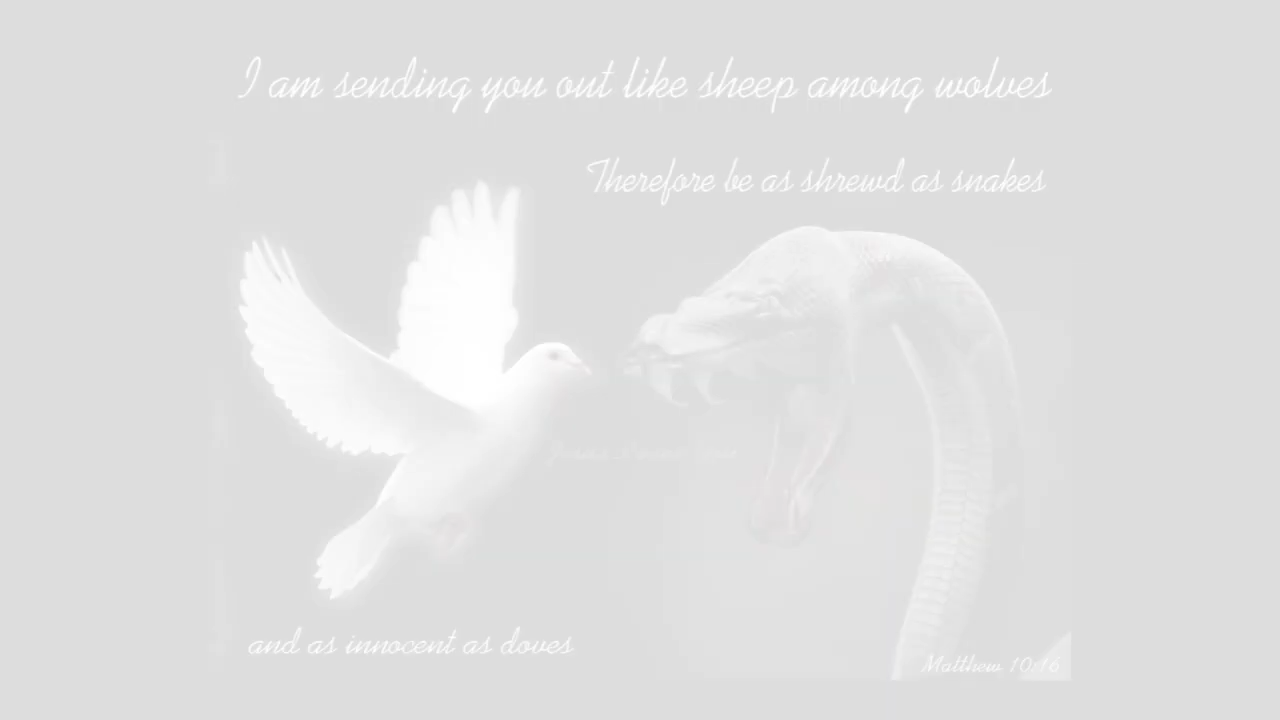 I am sending you out like sheep among wolves
Therefore be as shrewd as snakes
and as innocent as doves
Matthew 10:16